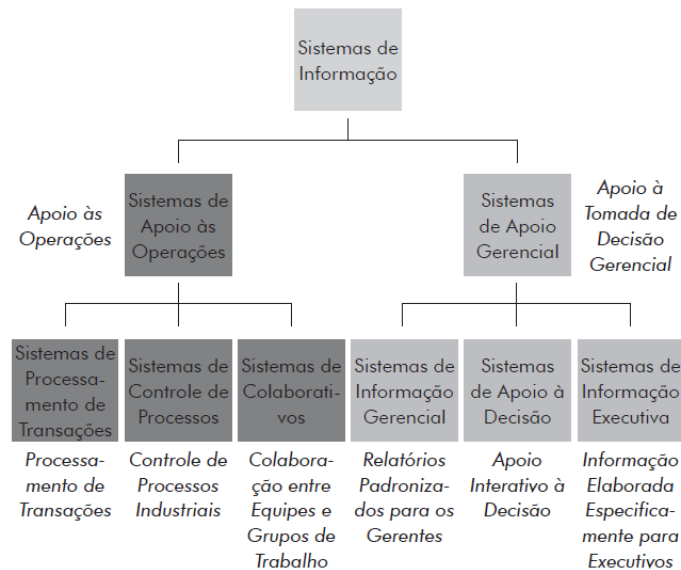 Sistemas de
Informação
Apoio às
Operações
Sistemas de
Apoio às
Operações
Sistemas
de Apoio
Gerencial
Apoio à
Tomada de
Decisão
Gerencial
Sistemas de
Processa-
mento de
Transações
Sistemas de
Controle de
Processos
Sistemas de
Colaborati-
vos
Sistemas de
Informação
Gerencial
Sistemas
de Apoio à
Decisão
Sistemas de
Informação
Executiva
Processa-
mento de
Transações
Controle de
Processos
Industriais
Colabora-
ção entre
Equipes e
Grupos de
Trabalho
Relatórios
Padroniza-
dos para os
Gerentes
Apoio
Interativo à
Decisão
Informação
Elaborada
Especifica-
mente para
Executivos